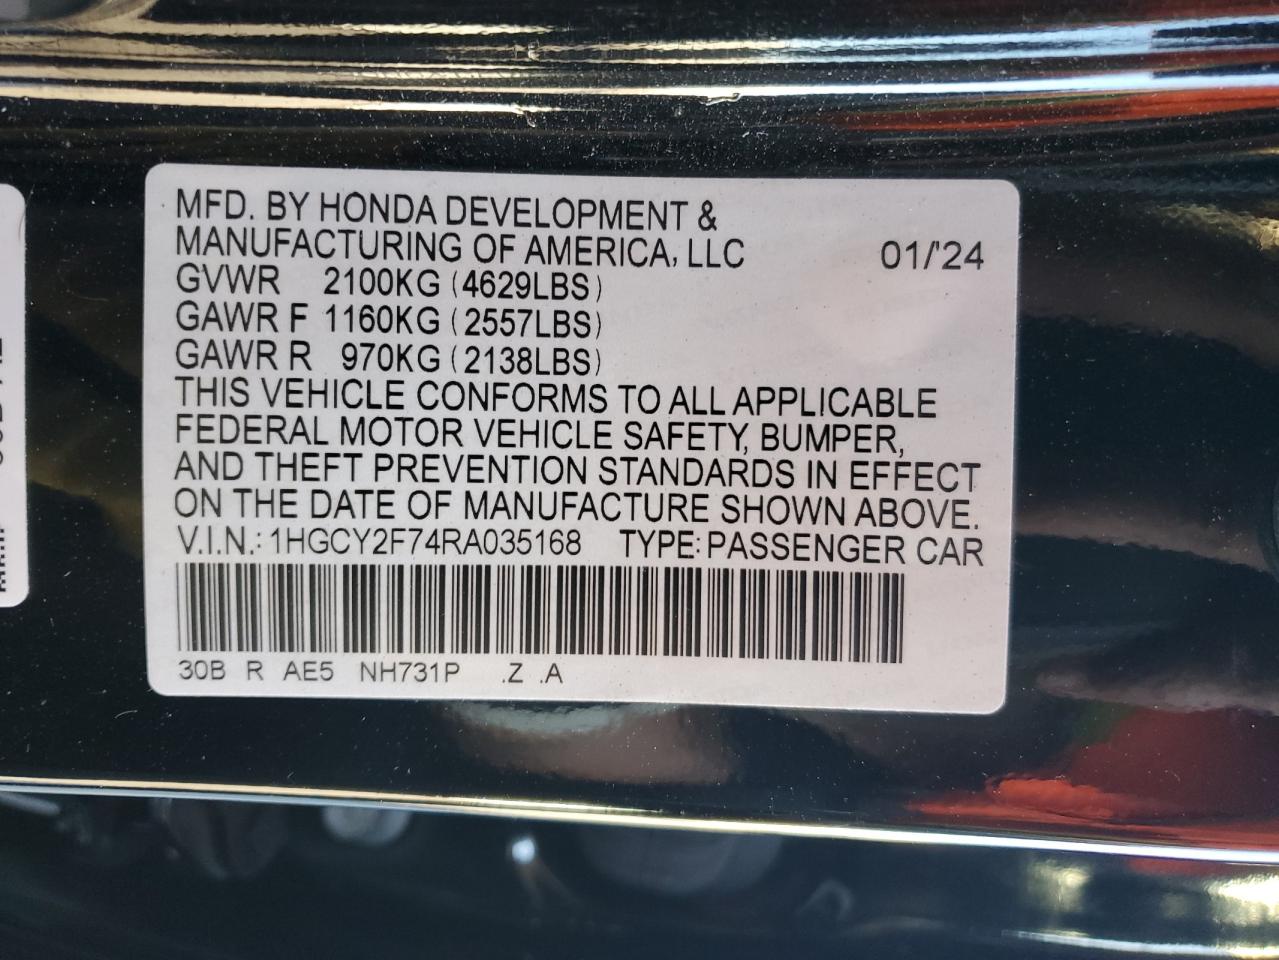 MFD. BY HONDA DEVELOPMENT &
MANUFACTURING OF AMERICA, LLC 01/'24
GVWR 2100KG (4629LBS)
GAWR F 1160KG (2557LBS)
GAWR R 970KG (2138LBS)
THIS VEHICLE CONFORMS TO ALL APPLICABLE
FEDERAL MOTOR VEHICLE SAFETY, BUMPER,
AND THEFT PREVENTION STANDARDS IN EFFECT
ON THE DATE OF MANUFACTURE SHOWN ABOVE.
V.I.N.: 1HGCY2F74RA035168 TYPE: PASSENGER CAR
30B R AE5 NH731P .Z .A